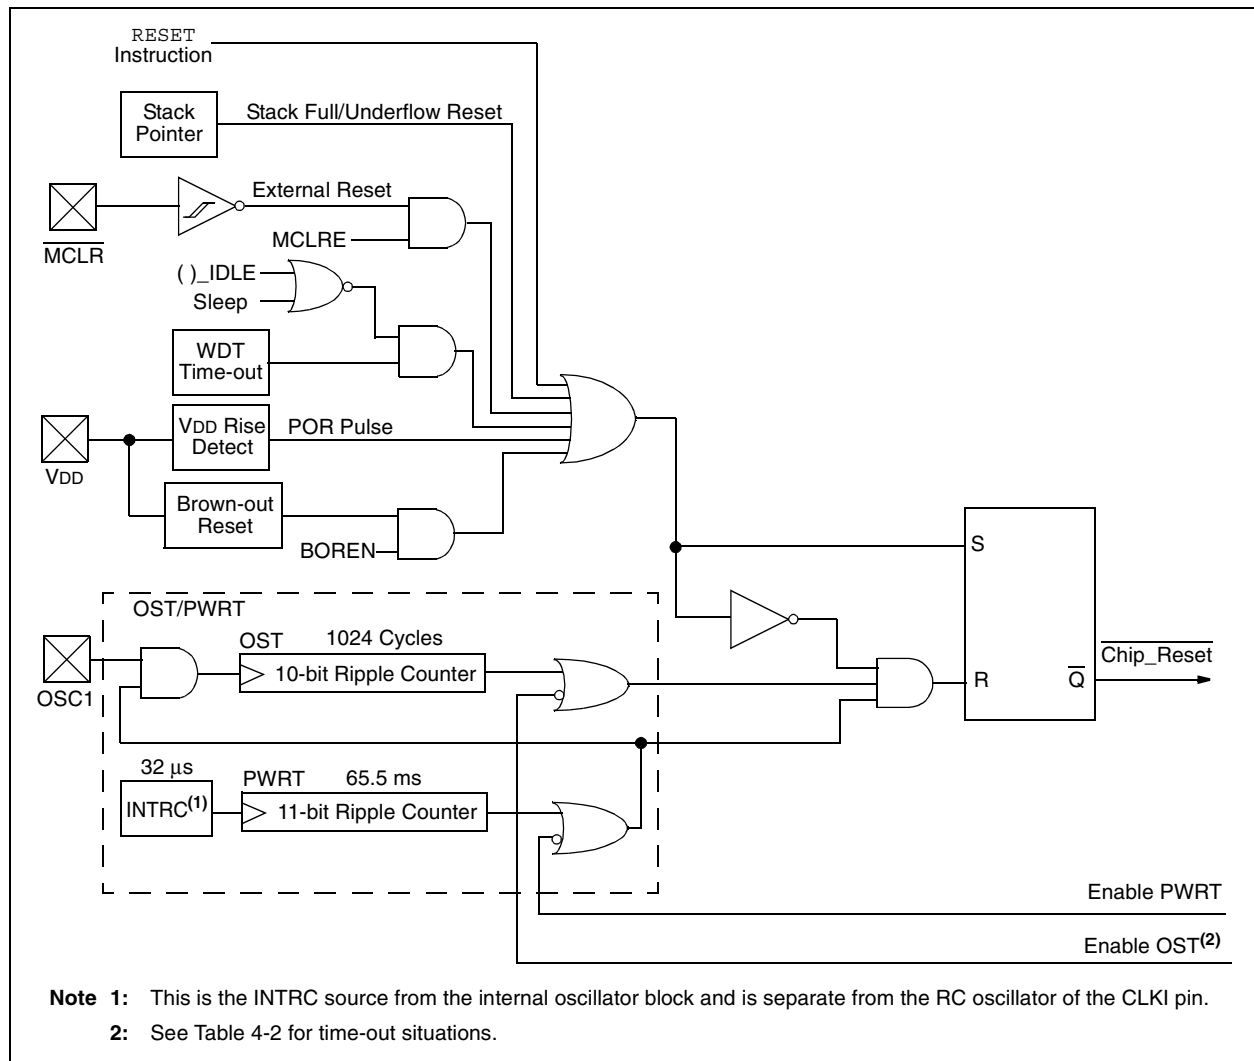 RESET
Instruction
Stack
Pointer
Stack Full/Underflow Reset
External Reset
MCLR
MCLRE
( )_IDLE
Sleep
WDT
Time-out
VDD Rise
Detect
POR Pulse
VDD
Brown-out
Reset
BOREN
S
OST/PWRT
OST
1024 Cycles
10-bit Ripple Counter
OSC1
R
Q
Chip_Reset
32 μs
INTRC(1)
PWRT
65.5 ms
11-bit Ripple Counter
Enable PWRT
Enable OST(2)
Note 1: This is the INTRC source from the internal oscillator block and is separate from the RC oscillator of the CLKI pin.
2: See Table 4-2 for time-out situations.